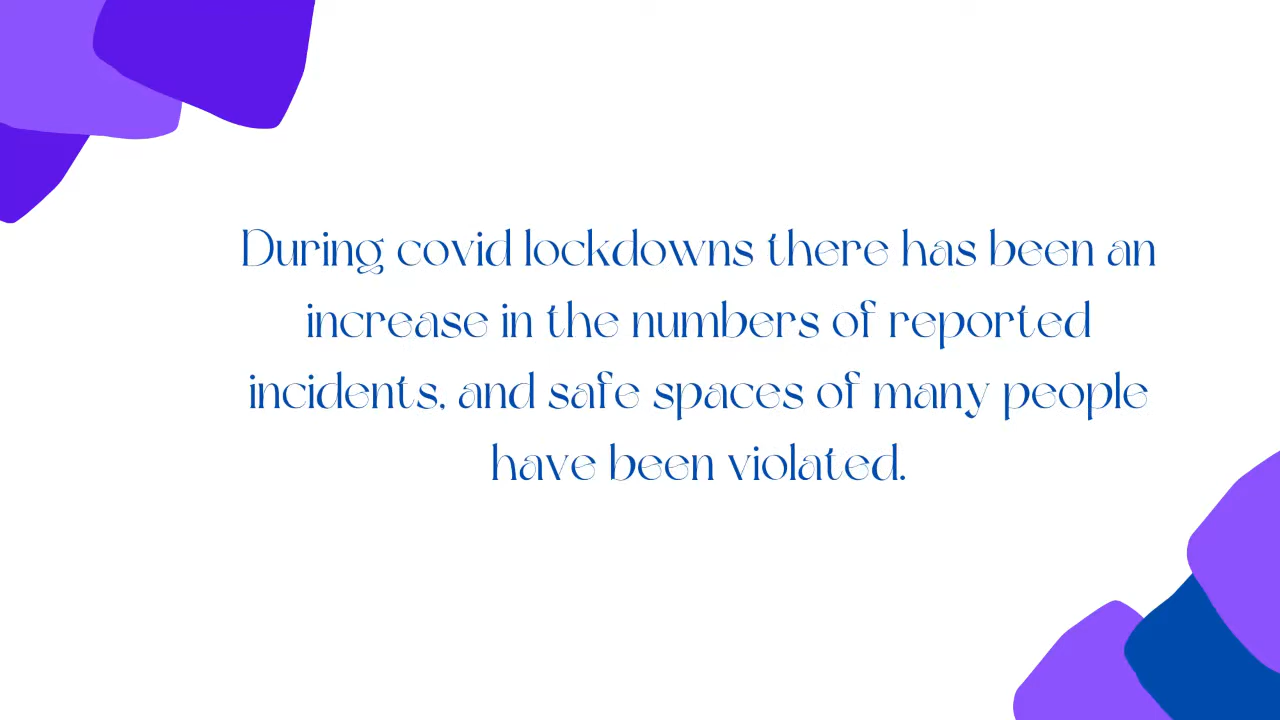 During covid lockdowns there has been an
increase in the numbers of reported
incidents, and safe spaces of many people
have been violated.